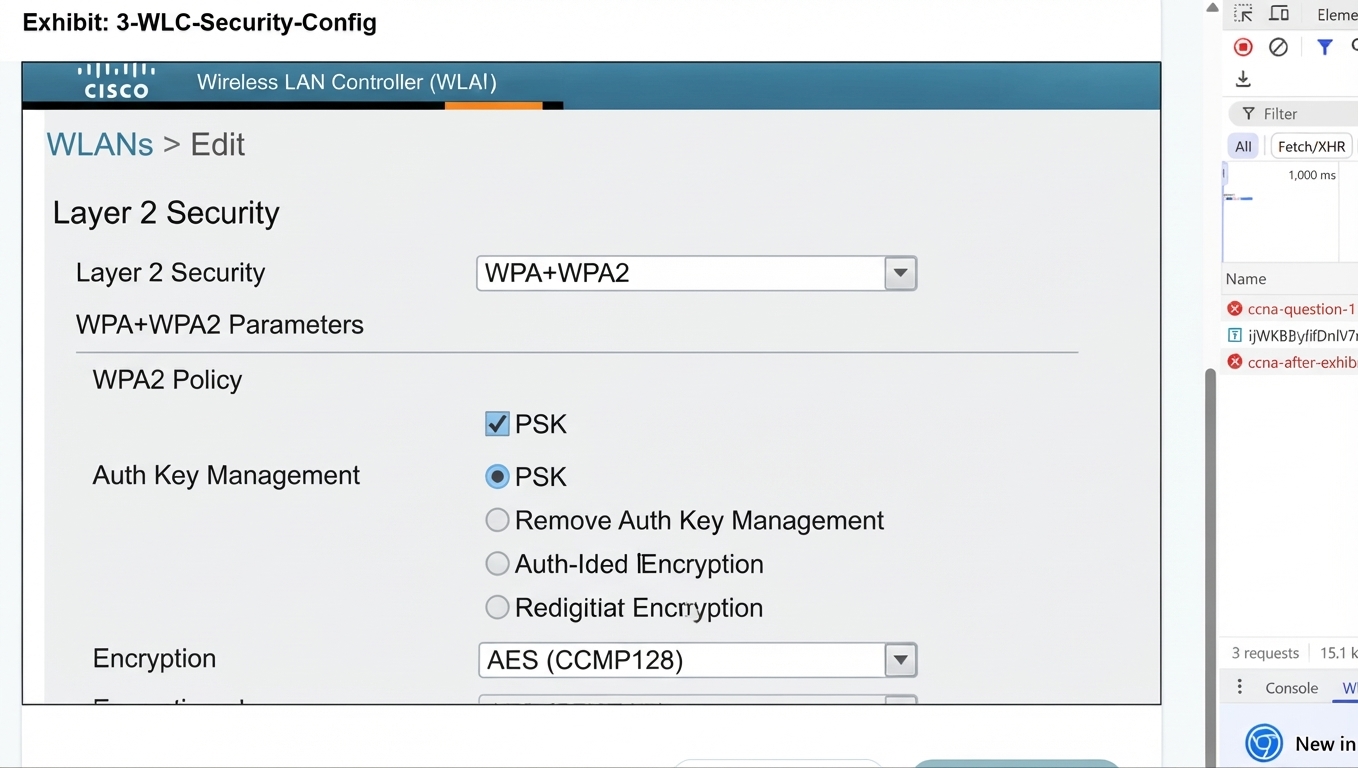 Exhibit: 3-WLC-Security-Config
CISCO
Wireless LAN Controller (WLAI)
WLANs > Edit
Layer 2 Security
Layer 2 Security WPA+WPA2
WPA+WPA2 Parameters
WPA2 Policy
PSK
Auth Key Management PSK
Remove Auth Key Management
Auth-Ided Encryption
Redigitiat Encryption
Encryption AES (CCMP128)
Eleme
Filter
All Fetch/XHR
1,000 ms
Name
ccna-question-1
ccna-after-exhib
3 requests 15.1 k
Console
New in